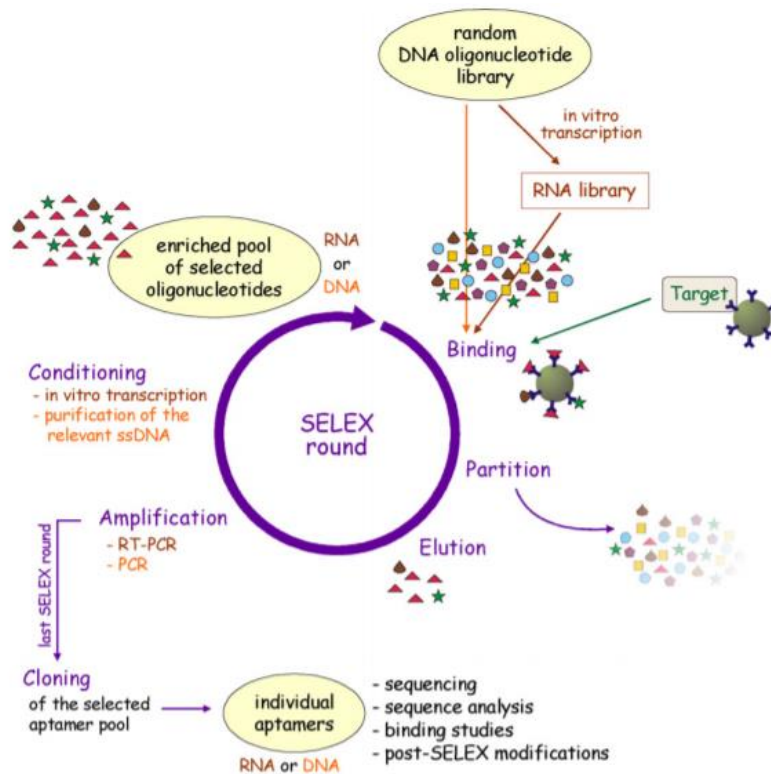 random
DNA oligonucleotide
library
in vitro
transcription
RNA library
enriched pool
of selected
oligonucleotides
RNA
or
DNA
Target
Binding
Conditioning
- in vitro transcription
- purification of the
relevant ssDNA
SELEX
round
Partition
Amplification
- RT-PCR
- PCR
Elution
last SELEX round
Cloning
of the selected
aptamer pool
individual
aptamers
RNA or DNA
- sequencing
- sequence analysis
- binding studies
- post-SELEX modifications